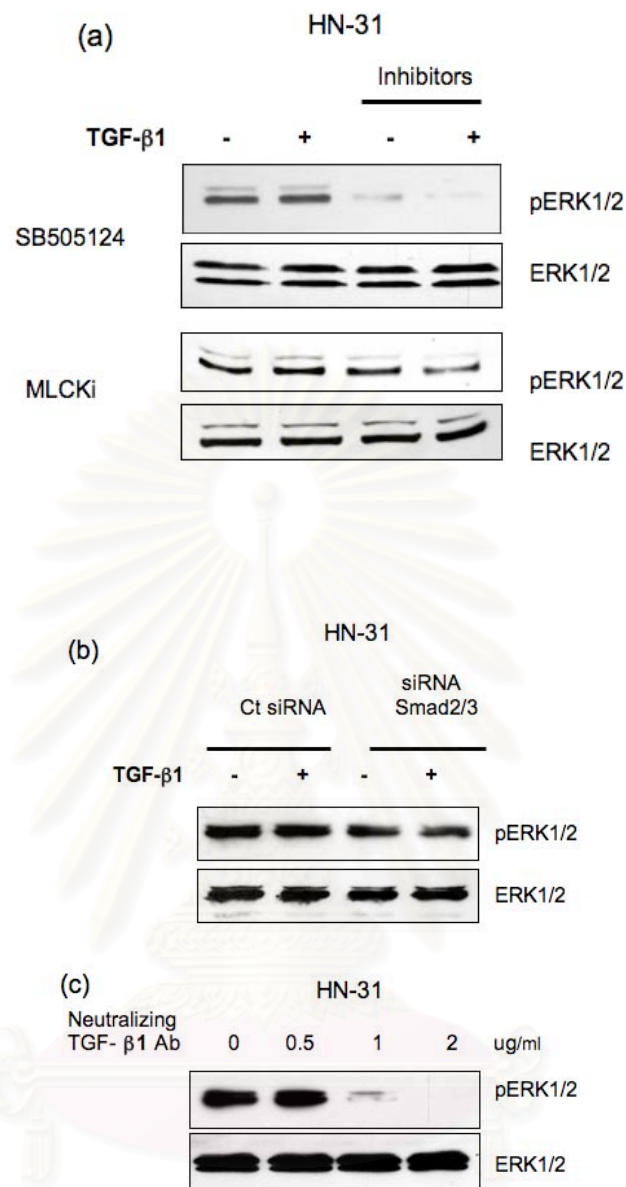 (a)
HN-31
Inhibitors
TGF-β1 - + - +
SB505124
pERK1/2
ERK1/2
MLCKi
pERK1/2
ERK1/2
(b)
HN-31
Ct siRNA
siRNA
Smad2/3
TGF-β1 - + - +
pERK1/2
ERK1/2
(c)
HN-31
Neutralizing
TGF- β1 Ab 0 0.5 1 2 ug/ml
pERK1/2
ERK1/2